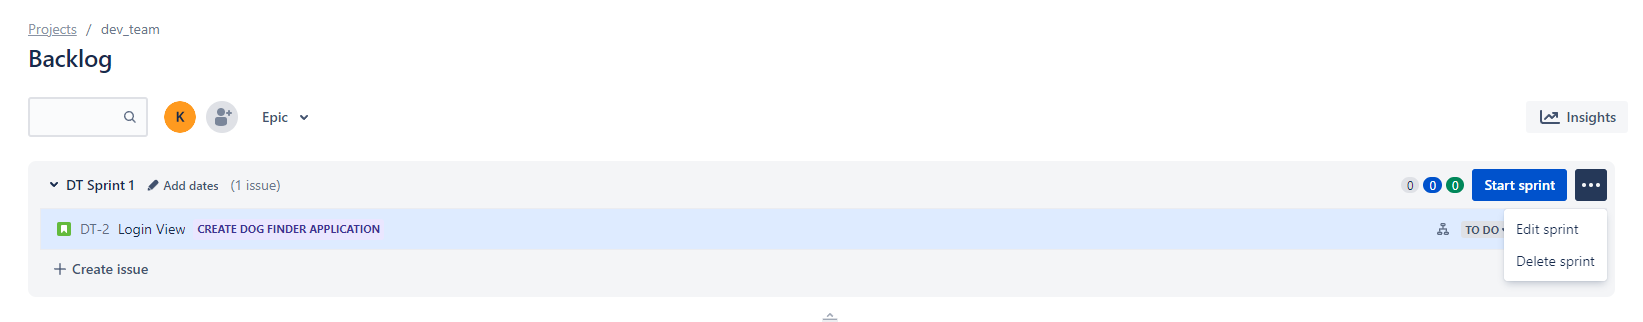 Projects / dev_team
Backlog
K Epic Insights
DT Sprint 1 Add dates (1 issue) 0 0 0 Start sprint
DT-2 Login View CREATE DOG FINDER APPLICATION TO DO Edit sprint
Delete sprint
+ Create issue